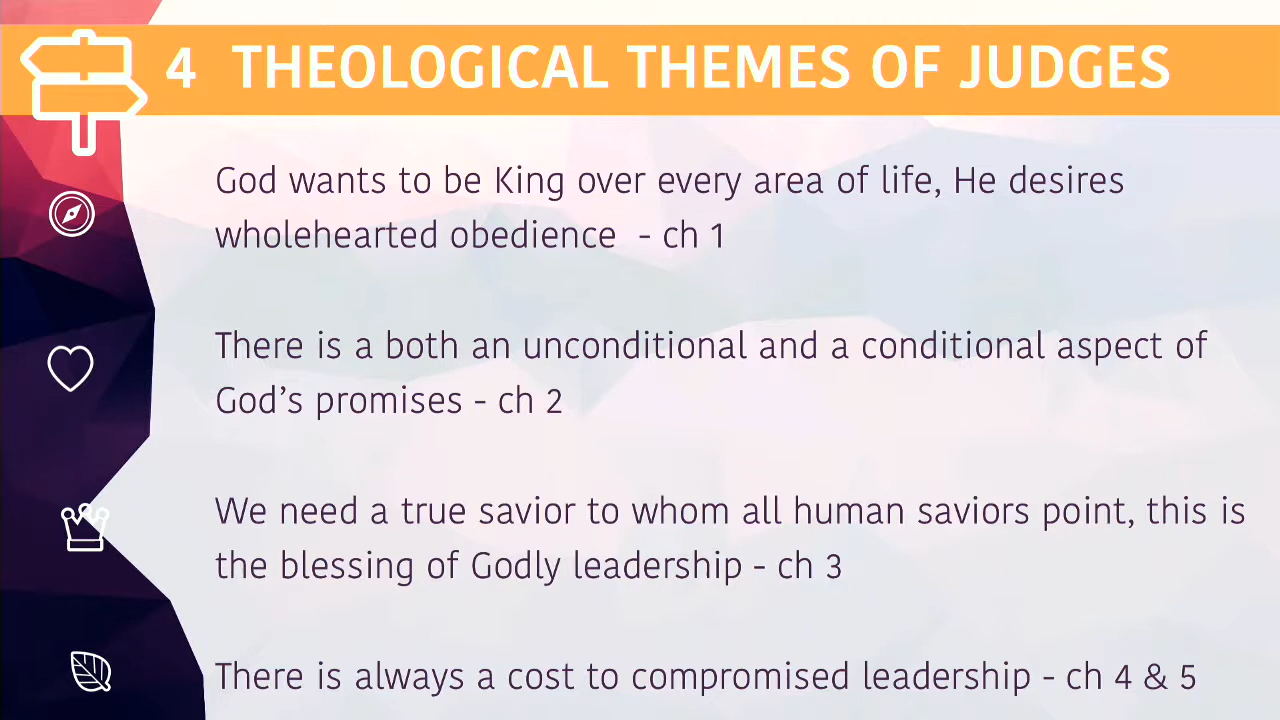 4 THEOLOGICAL THEMES OF JUDGES
God wants to be King over every area of life, He desires
wholehearted obedience - ch 1
There is a both an unconditional and a conditional aspect of
God’s promises - ch 2
We need a true savior to whom all human saviors point, this is
the blessing of Godly leadership - ch 3
There is always a cost to compromised leadership - ch 4 & 5